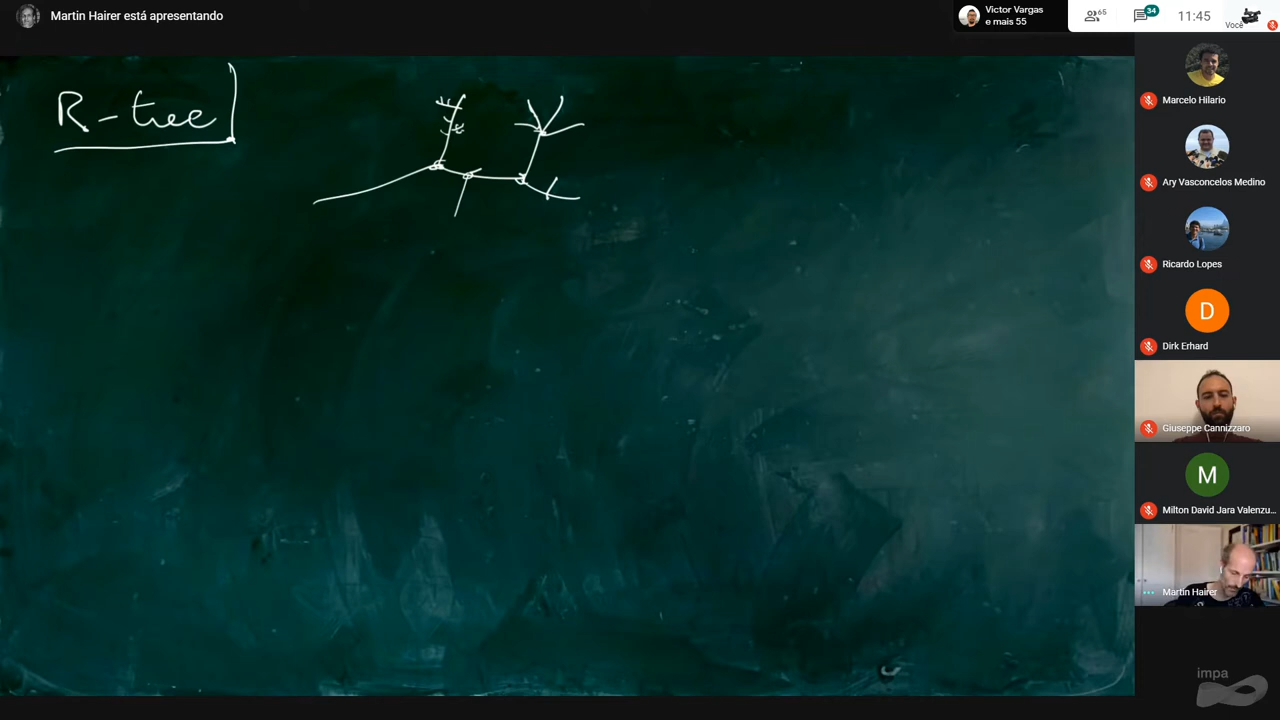 Martin Hairer está apresentando
Victor Vargas
e mais 55
65
34
11:45
Você
R-tree
Marcelo Hilario
Ary Vasconcelos Medino
Ricardo Lopes
D
Dirk Erhard
Giuseppe Cannizzaro
M
Milton David Jara Valenzu...
Martin Hairer
impa